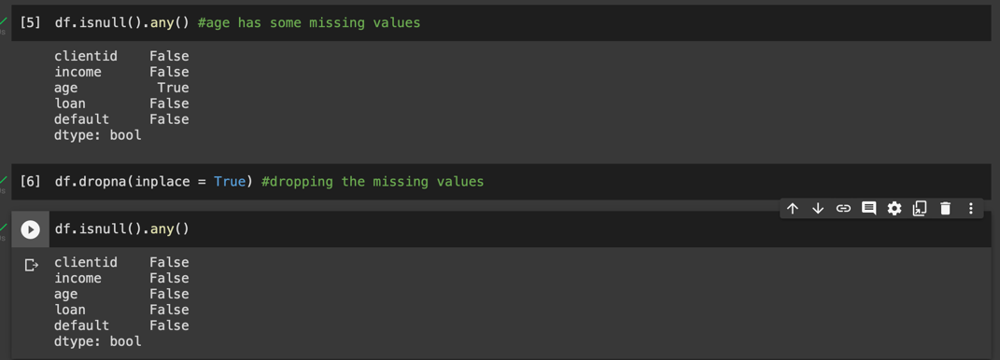 [5] df.isnull().any() #age has some missing values
clientid    False
income      False
age          True
loan        False
default     False
dtype: bool
[6] df.dropna(inplace = True) #dropping the missing values
df.isnull().any()
clientid    False
income      False
age         False
loan        False
default     False
dtype: bool